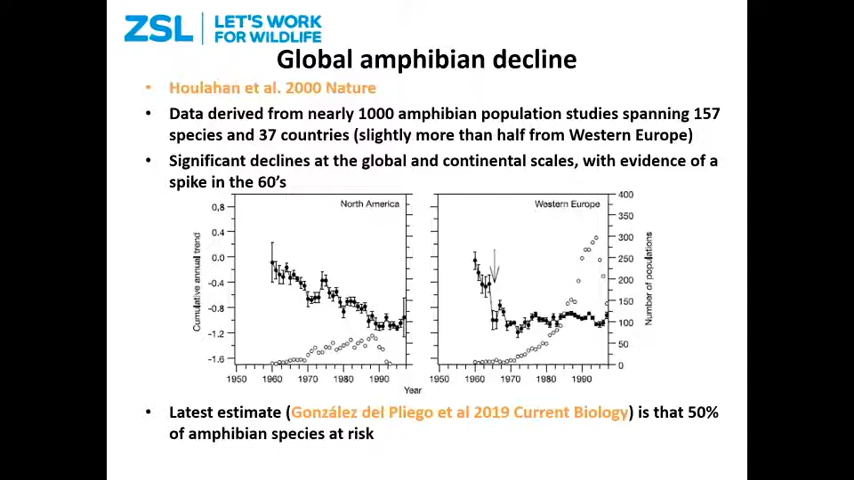 ZSL LET'S WORK
FOR WILDLIFE
Global amphibian decline
• Houlahan et al. 2000 Nature
• Data derived from nearly 1000 amphibian population studies spanning 157
species and 37 countries (slightly more than half from Western Europe)
• Significant declines at the global and continental scales, with evidence of a
spike in the 60's
North America
Western Europe
0,8
0.4
0.0
-0.4
-0.8
-1.2
-1.6
Cumulative annual trend
400
350
300
250
200
150
100
50
0
Number of populations
1950 1960 1970 1980 1990
1950 1960 1970 1980 1990
Year
• Latest estimate (González del Pliego et al 2019 Current Biology) is that 50%
of amphibian species at risk